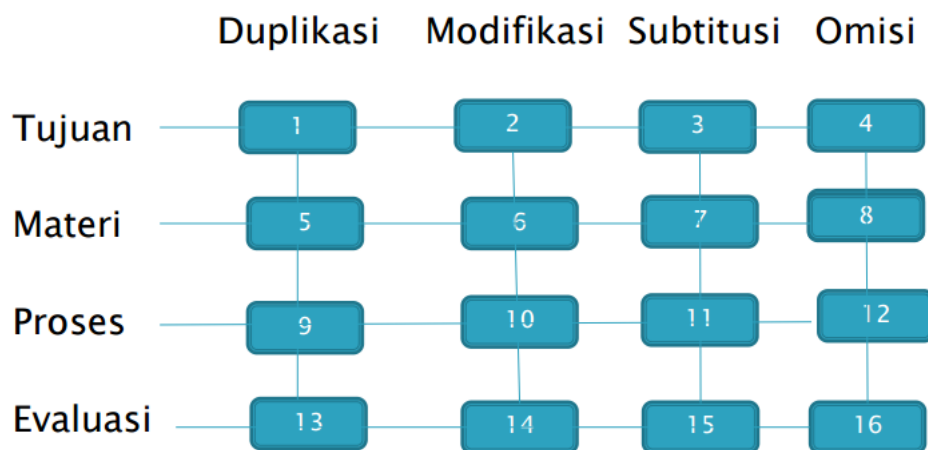 Duplikasi Modifikasi Subtitusi Omisi
Tujuan 1 2 3 4
Materi 5 6 7 8
Proses 9 10 11 12
Evaluasi 13 14 15 16